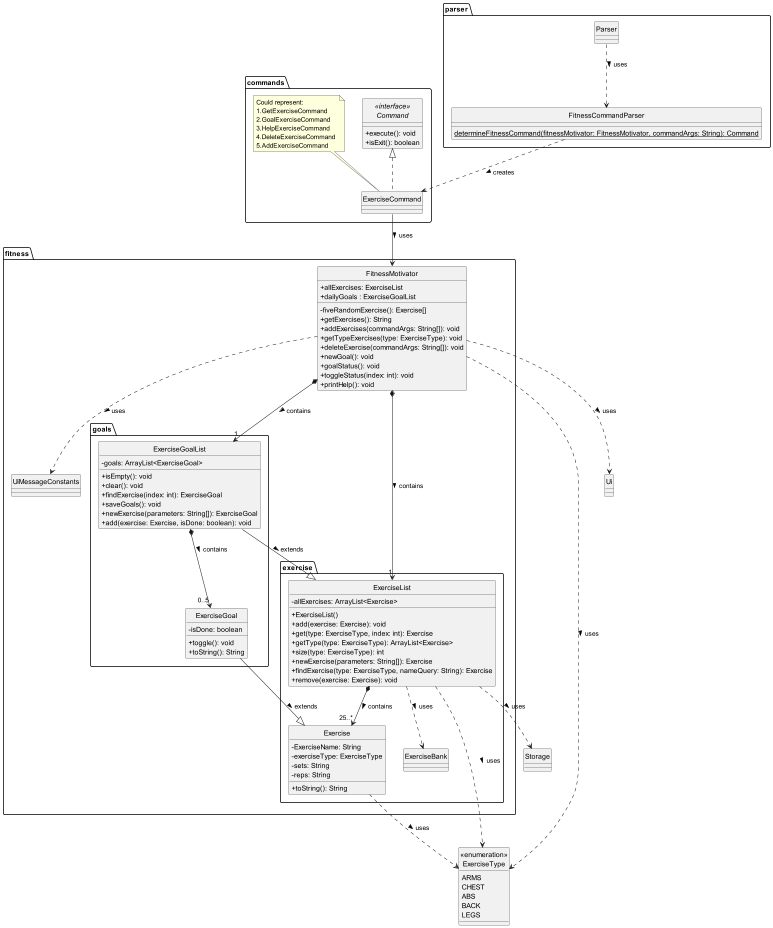 parser
Parser
uses
FitnessCommandParser
determineFitnessCommand(fitnessMotivator: FitnessMotivator, commandArgs: String): Command
creates
commands
Could represent:
1.GetExerciseCommand
2.GoalExerciseCommand
3.HelpExerciseCommand
4.DeleteExerciseCommand
5.AddExerciseCommand
«interface»
Command
+execute(): void
+isExit(): boolean
ExerciseCommand
uses
fitness
FitnessMotivator
+allExercises: ExerciseList
+dailyGoals : ExerciseGoalList
-fiveRandomExercise(): Exercise[]
+getExercises(): String
+addExercises(commandArgs: String[]): void
+getTypeExercises(type: ExerciseType): void
+deleteExercise(commandArgs: String[]): void
+newGoal(): void
+goalStatus(): void
+toggleStatus(index: int): void
+printHelp(): void
uses
contains
1
contains
1
uses
uses
UiMessageConstants
Ui
goals
ExerciseGoalList
-goals: ArrayList<ExerciseGoal>
+isEmpty(): void
+clear(): void
+findExercise(index: int): ExerciseGoal
+saveGoals(): void
+newExercise(parameters: String[]): ExerciseGoal
+add(exercise: Exercise, isDone: boolean): void
contains
0..5
extends
ExerciseGoal
-isDone: boolean
+toggle(): void
+toString(): String
extends
exercise
ExerciseList
-allExercises: ArrayList<Exercise>
+ExerciseList()
+add(exercise: Exercise): void
+get(type: ExerciseType, index: int): Exercise
+getType(type: ExerciseType): ArrayList<Exercise>
+size(type: ExerciseType): int
+newExercise(parameters: String[]): Exercise
+findExercise(type: ExerciseType, nameQuery: String): Exercise
+remove(exercise: Exercise): void
contains
25..*
uses
uses
uses
Exercise
-ExerciseName: String
-exerciseType: ExerciseType
-sets: String
-reps: String
+toString(): String
ExerciseBank
Storage
uses
«enumeration»
ExerciseType
ARMS
CHEST
ABS
BACK
LEGS